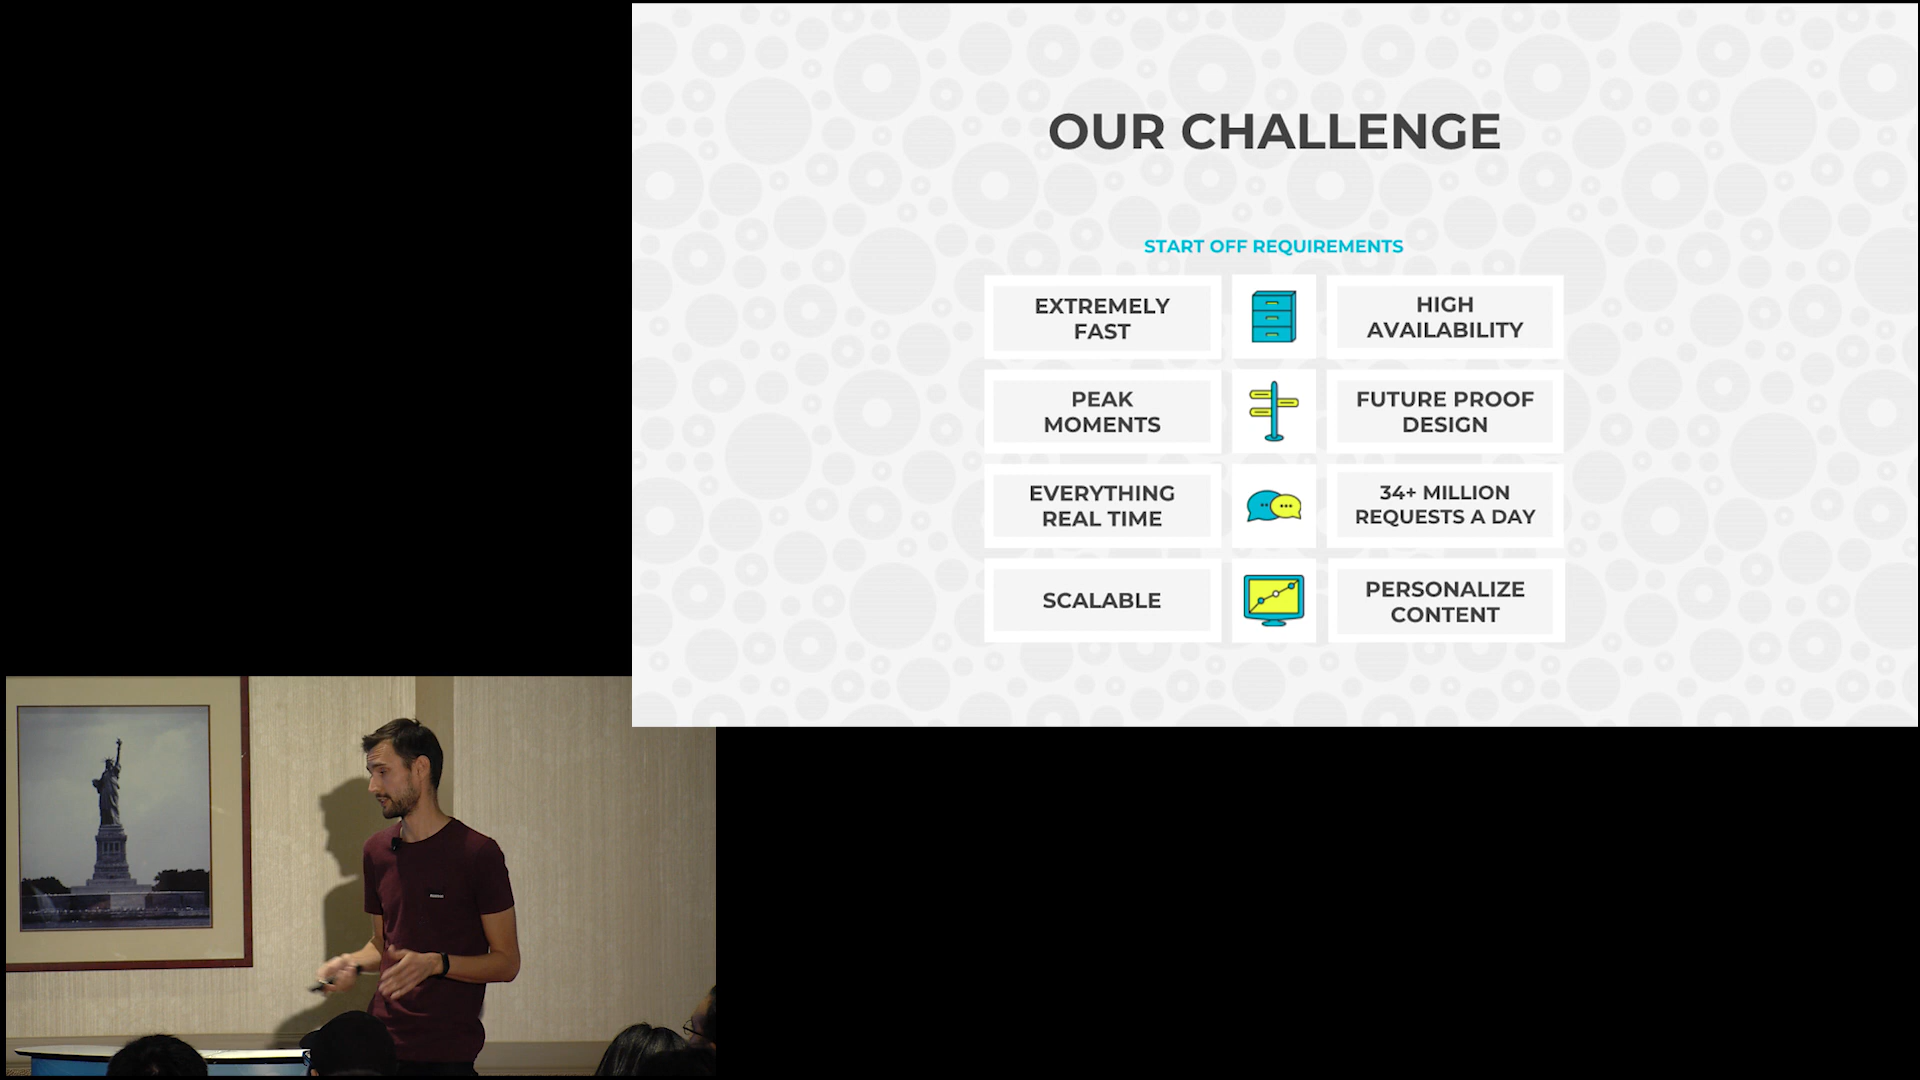 OUR CHALLENGE
START OFF REQUIREMENTS
EXTREMELY
FAST
HIGH
AVAILABILITY
PEAK
MOMENTS
FUTURE PROOF
DESIGN
EVERYTHING
REAL TIME
34+ MILLION
REQUESTS A DAY
SCALABLE
PERSONALIZE
CONTENT